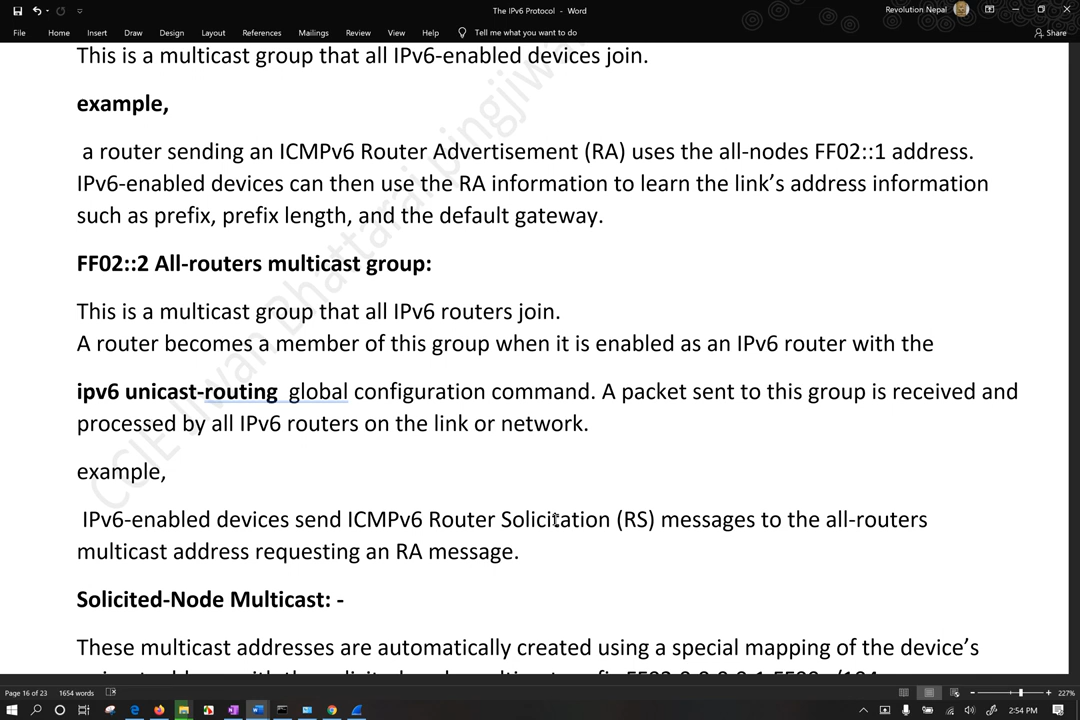 The IPv6 Protocol - Word
Revolution Nepal
File Home Insert Draw Design Layout References Mailings Review View Help Tell me what you want to do
Share
This is a multicast group that all IPv6-enabled devices join.
example,
a router sending an ICMPv6 Router Advertisement (RA) uses the all-nodes FF02::1 address.
IPv6-enabled devices can then use the RA information to learn the link’s address information
such as prefix, prefix length, and the default gateway.
FF02::2 All-routers multicast group:
This is a multicast group that all IPv6 routers join.
A router becomes a member of this group when it is enabled as an IPv6 router with the
ipv6 unicast-routing global configuration command. A packet sent to this group is received and
processed by all IPv6 routers on the link or network.
example,
IPv6-enabled devices send ICMPv6 Router Solicitation (RS) messages to the all-routers
multicast address requesting an RA message.
Solicited-Node Multicast: -
These multicast addresses are automatically created using a special mapping of the device’s
CCIE Jiwan Bhattarai
Page 16 of 23 1654 words
227%
2:54 PM